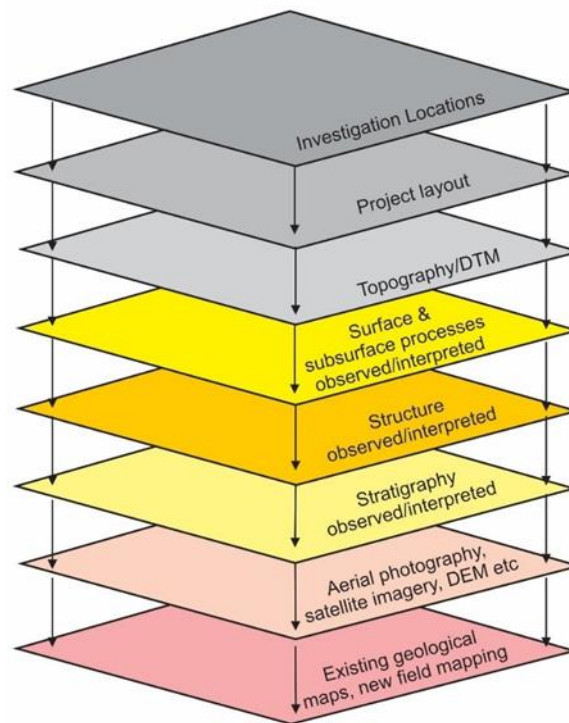 Investigation Locations
Project layout
Topography/DTM
Surface &
subsurface processes
observed/interpreted
Structure
observed/interpreted
Stratigraphy
observed/interpreted
Aerial photography,
satellite imagery, DEM etc
Existing geological
maps, new field mapping